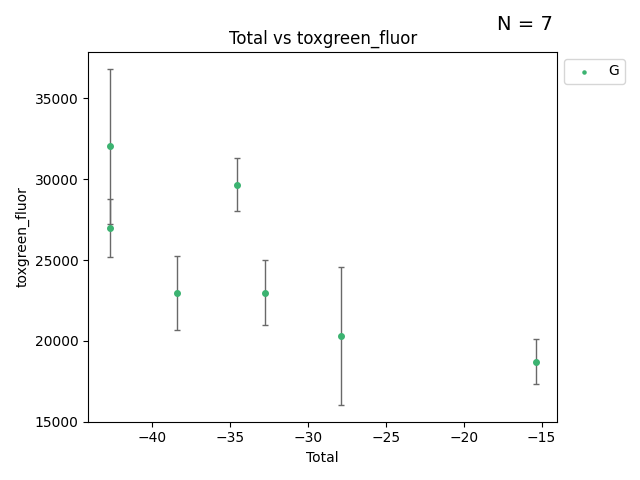 N = 7
Total vs toxgreen_fluor
G
toxgreen_fluor
35000
30000
25000
20000
15000
−40
−35
−30
−25
−20
−15
Total